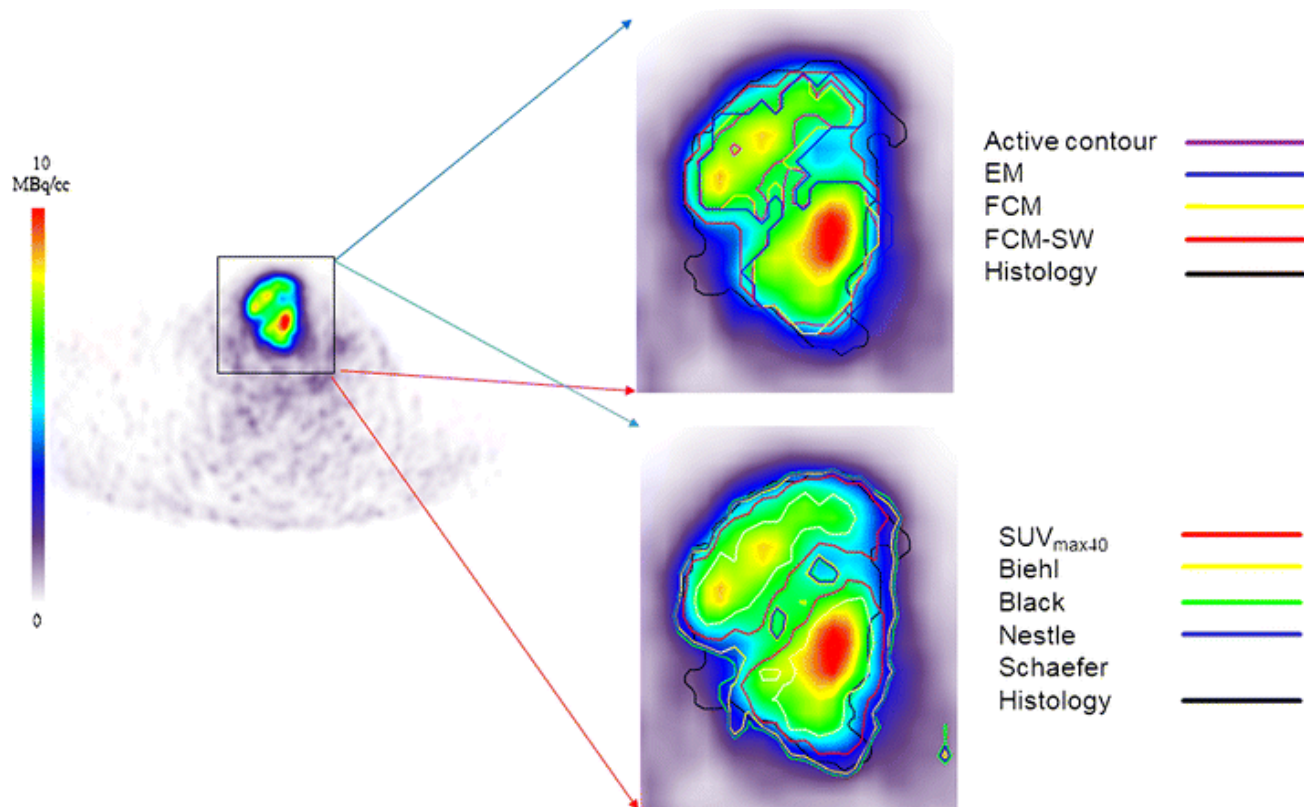 10
MBq/cc
0
Active contour
EM
FCM
FCM-SW
Histology
SUVmax40
Biehl
Black
Nestle
Schaefer
Histology